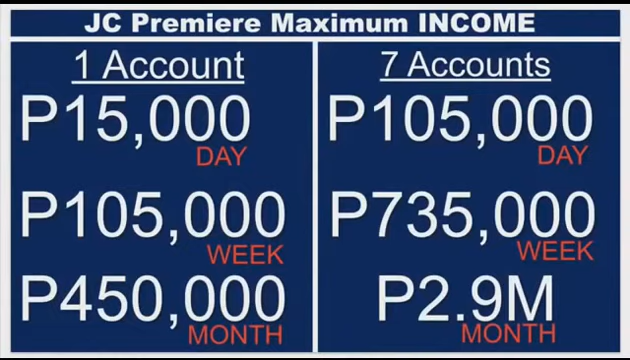 JC Premiere Maximum INCOME
1 Account
P15,000
DAY
P105,000
WEEK
P450,000
MONTH
7 Accounts
P105,000
DAY
P735,000
WEEK
P2.9M
MONTH